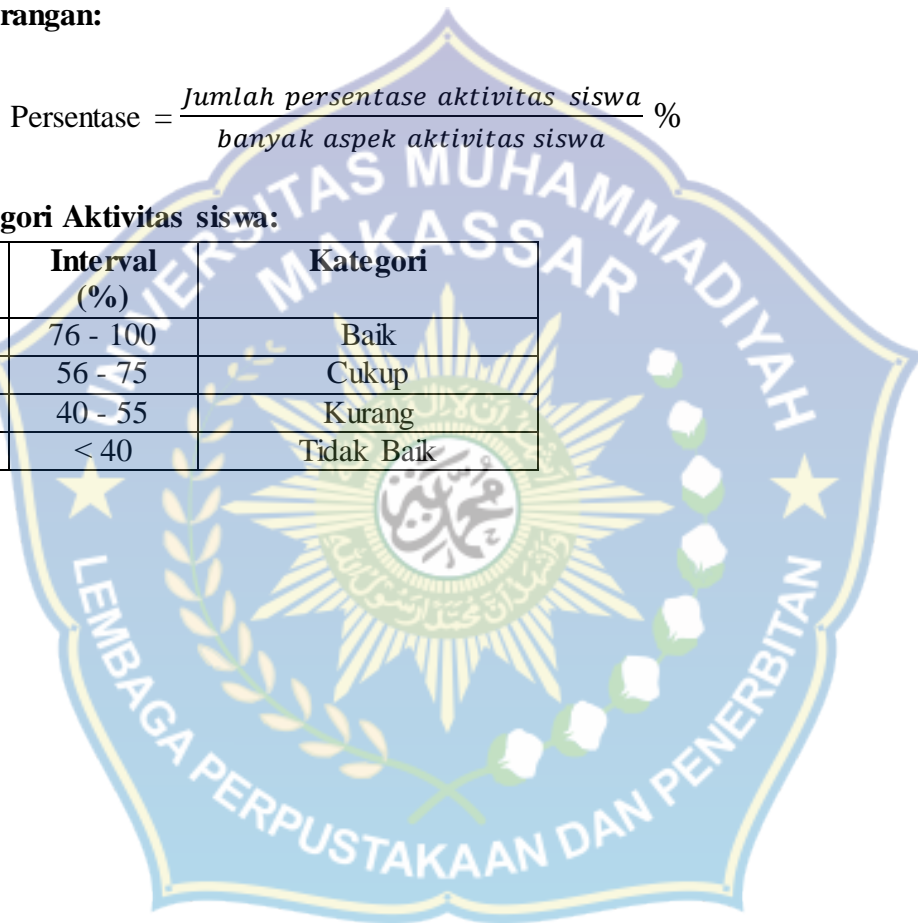 rangan:
Persentase = Jumlah persentase aktivitas siswa / banyak aspek aktivitas siswa %
gori Aktivitas siswa:
Interval (%) Kategori
76 - 100 Baik
56 - 75 Cukup
40 - 55 Kurang
< 40 Tidak Baik
UNIVERSITAS MUHAMMADIYAH
MAKASSAR
محمد
LEMBAGA PERPUSTAKAAN DAN PENERBITAN